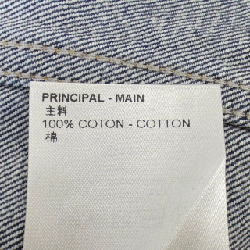 PRINCIPAL - MAIN
主料
100% COTON - COTTON
棉